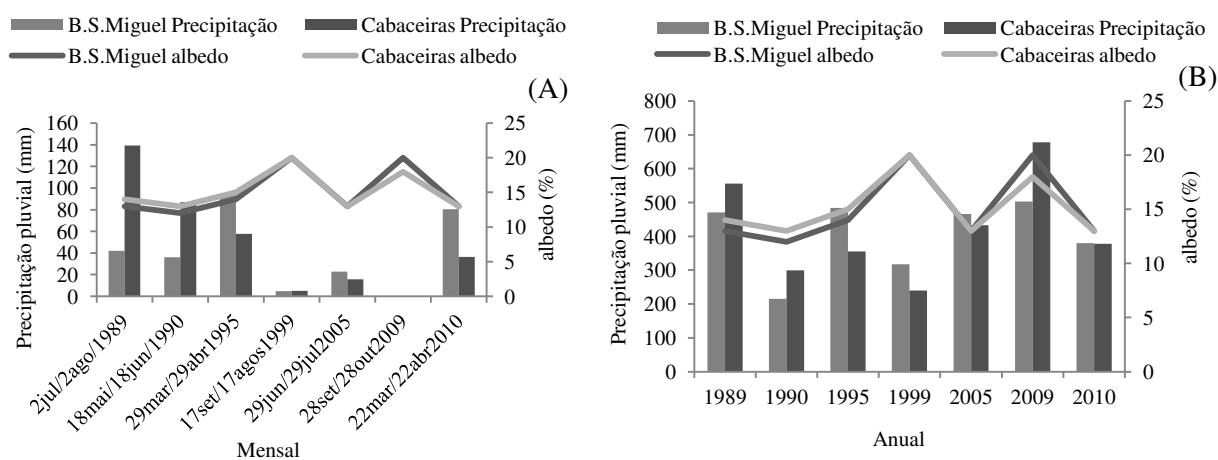 B.S.Miguel Precipitação Cabaceiras Precipitação
B.S.Miguel albedo Cabaceiras albedo
(A)
Precipitação pluvial (mm)
160
140
120
100
80
60
40
20
0
25
20
15
10
5
0
albedo (%)
2jul/2ago/1989
18mai/18jun/1990
29mar/29abr1995
17set/17agos1999
29jun/29jul2005
28set/28out2009
22mar/22abr2010
Mensal
B.S.Miguel Precipitação Cabaceiras Precipitação
B.S.Miguel albedo Cabaceiras albedo
(B)
Precipitação pluvial (mm)
800
700
600
500
400
300
200
100
0
25
20
15
10
5
0
albedo (%)
1989 1990 1995 1999 2005 2009 2010
Anual